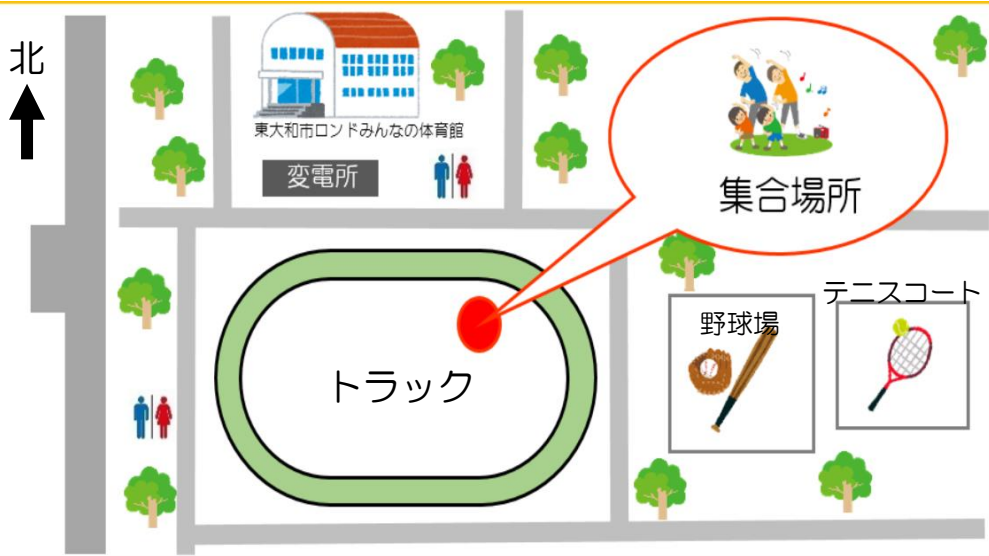 北
東大和市ロンドみんなの体育館
変電所
集合場所
テニスコート
野球場
トラック